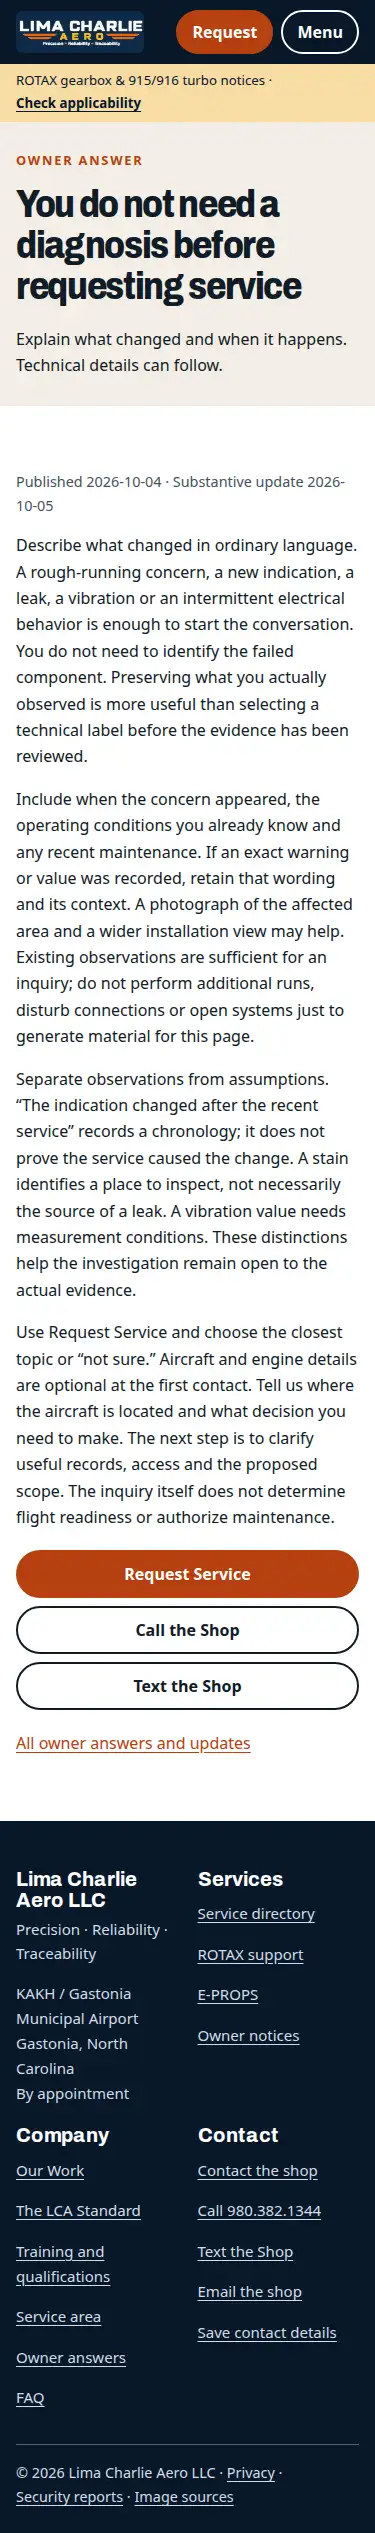 LIMA CHARLIE
AERO
Precision • Reliability • Traceability
Request
Menu
ROTAX gearbox & 915/916 turbo notices ·
Check applicability
OWNER ANSWER
You do not need a
diagnosis before
requesting service
Explain what changed and when it happens.
Technical details can follow.
Published 2026-10-04 · Substantive update 2026-
10-05
Describe what changed in ordinary language.
A rough-running concern, a new indication, a
leak, a vibration or an intermittent electrical
behavior is enough to start the conversation.
You do not need to identify the failed
component. Preserving what you actually
observed is more useful than selecting a
technical label before the evidence has been
reviewed.
Include when the concern appeared, the
operating conditions you already know and
any recent maintenance. If an exact warning
or value was recorded, retain that wording
and its context. A photograph of the affected
area and a wider installation view may help.
Existing observations are sufficient for an
inquiry; do not perform additional runs,
disturb connections or open systems just to
generate material for this page.
Separate observations from assumptions.
“The indication changed after the recent
service” records a chronology; it does not
prove the service caused the change. A stain
identifies a place to inspect, not necessarily
the source of a leak. A vibration value needs
measurement conditions. These distinctions
help the investigation remain open to the
actual evidence.
Use Request Service and choose the closest
topic or “not sure.” Aircraft and engine details
are optional at the first contact. Tell us where
the aircraft is located and what decision you
need to make. The next step is to clarify
useful records, access and the proposed
scope. The inquiry itself does not determine
flight readiness or authorize maintenance.
Request Service
Call the Shop
Text the Shop
All owner answers and updates
Lima Charlie
Aero LLC
Precision · Reliability ·
Traceability
KAKH / Gastonia
Municipal Airport
Gastonia, North
Carolina
By appointment
Services
Service directory
ROTAX support
E-PROPS
Owner notices
Company
Our Work
The LCA Standard
Training and
qualifications
Service area
Owner answers
FAQ
Contact
Contact the shop
Call 980.382.1344
Text the Shop
Email the shop
Save contact details
© 2026 Lima Charlie Aero LLC · Privacy ·
Security reports · Image sources